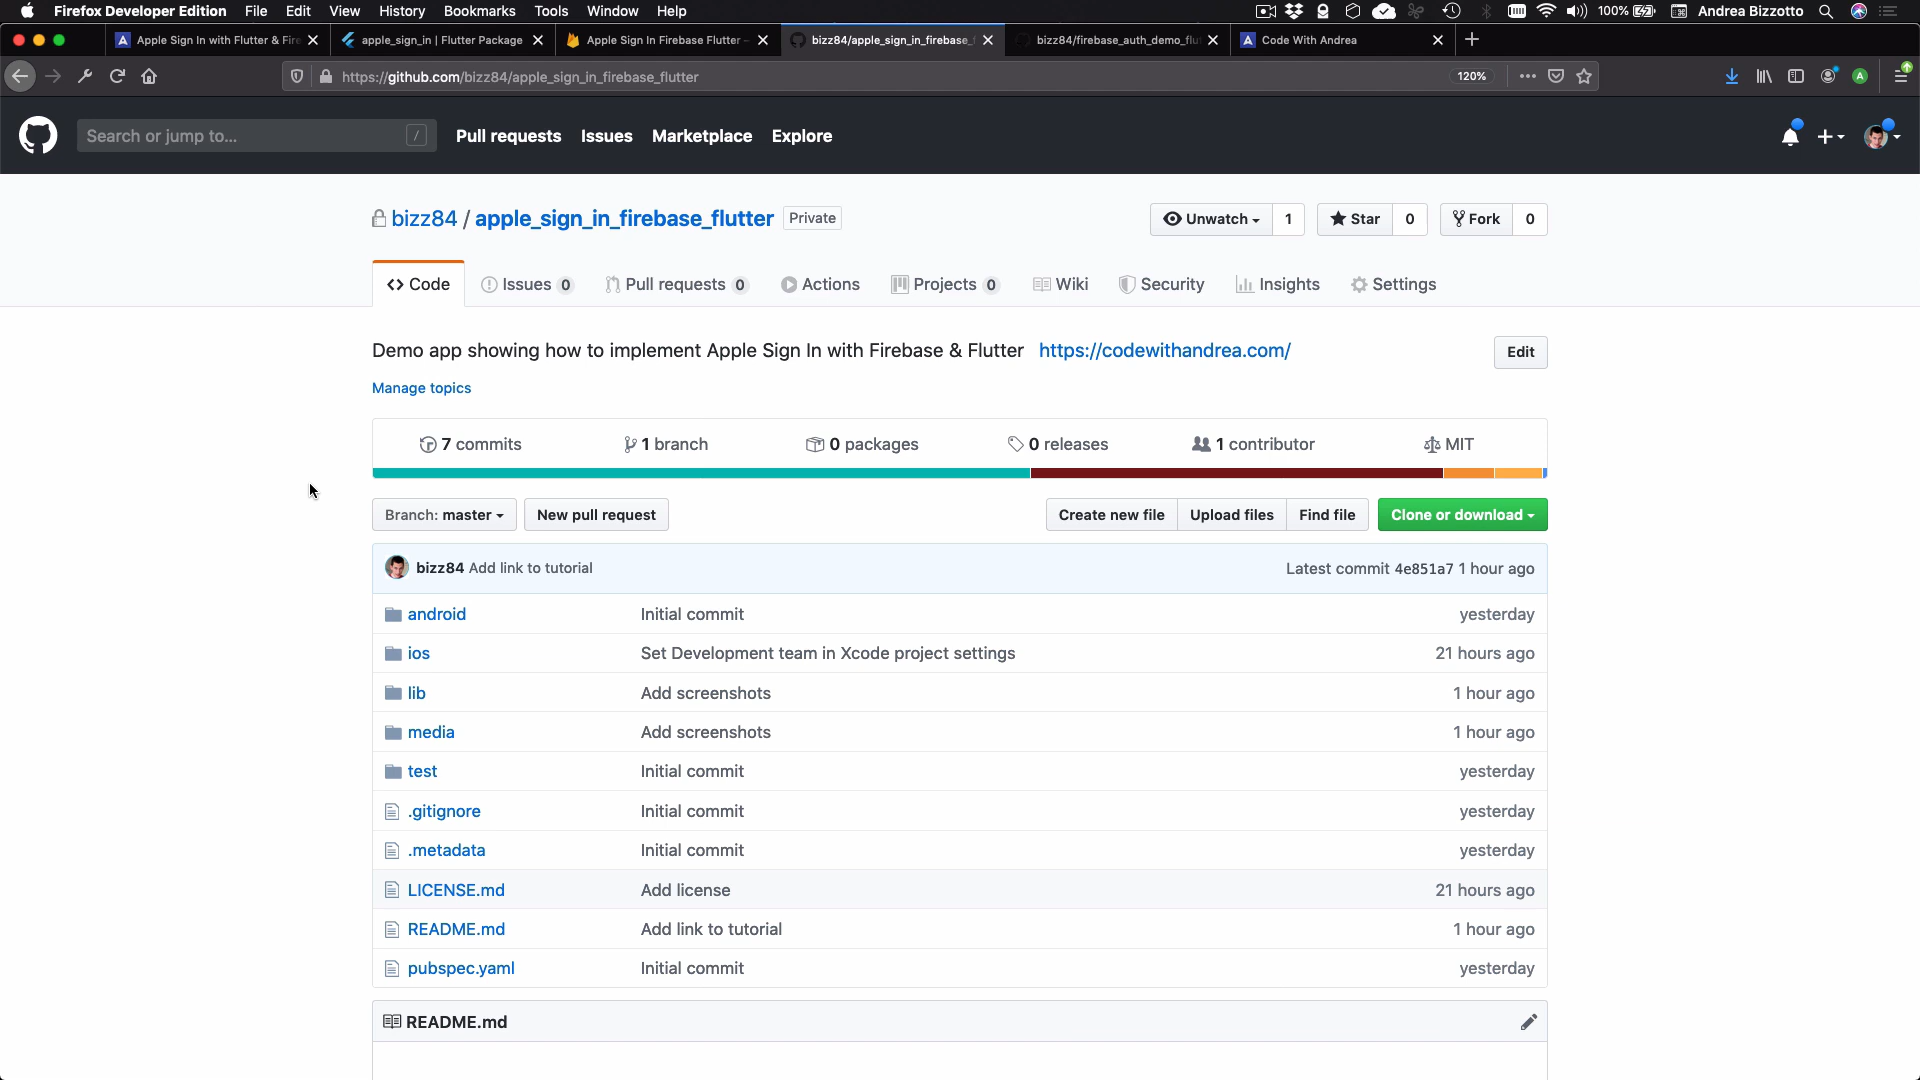 Firefox Developer Edition File Edit View History Bookmarks Tools Window Help 100% Andrea Bizzotto
Apple Sign In with Flutter & Fire
apple_sign_in | Flutter Package
Apple Sign In Firebase Flutter –
bizz84/apple_sign_in_firebase_f
bizz84/firebase_auth_demo_flu
A Code With Andrea
https://github.com/bizz84/apple_sign_in_firebase_flutter 120% A
Search or jump to... / Pull requests Issues Marketplace Explore
bizz84 / apple_sign_in_firebase_flutter Private Unwatch 1 Star 0 Fork 0
Code Issues 0 Pull requests 0 Actions Projects 0 Wiki Security Insights Settings
Demo app showing how to implement Apple Sign In with Firebase & Flutter https://codewithandrea.com/ Edit
Manage topics
7 commits 1 branch 0 packages 0 releases 1 contributor MIT
Branch: master New pull request Create new file Upload files Find file Clone or download
bizz84 Add link to tutorial Latest commit 4e851a7 1 hour ago
android Initial commit yesterday
ios Set Development team in Xcode project settings 21 hours ago
lib Add screenshots 1 hour ago
media Add screenshots 1 hour ago
test Initial commit yesterday
.gitignore Initial commit yesterday
.metadata Initial commit yesterday
LICENSE.md Add license 21 hours ago
README.md Add link to tutorial 1 hour ago
pubspec.yaml Initial commit yesterday
README.md